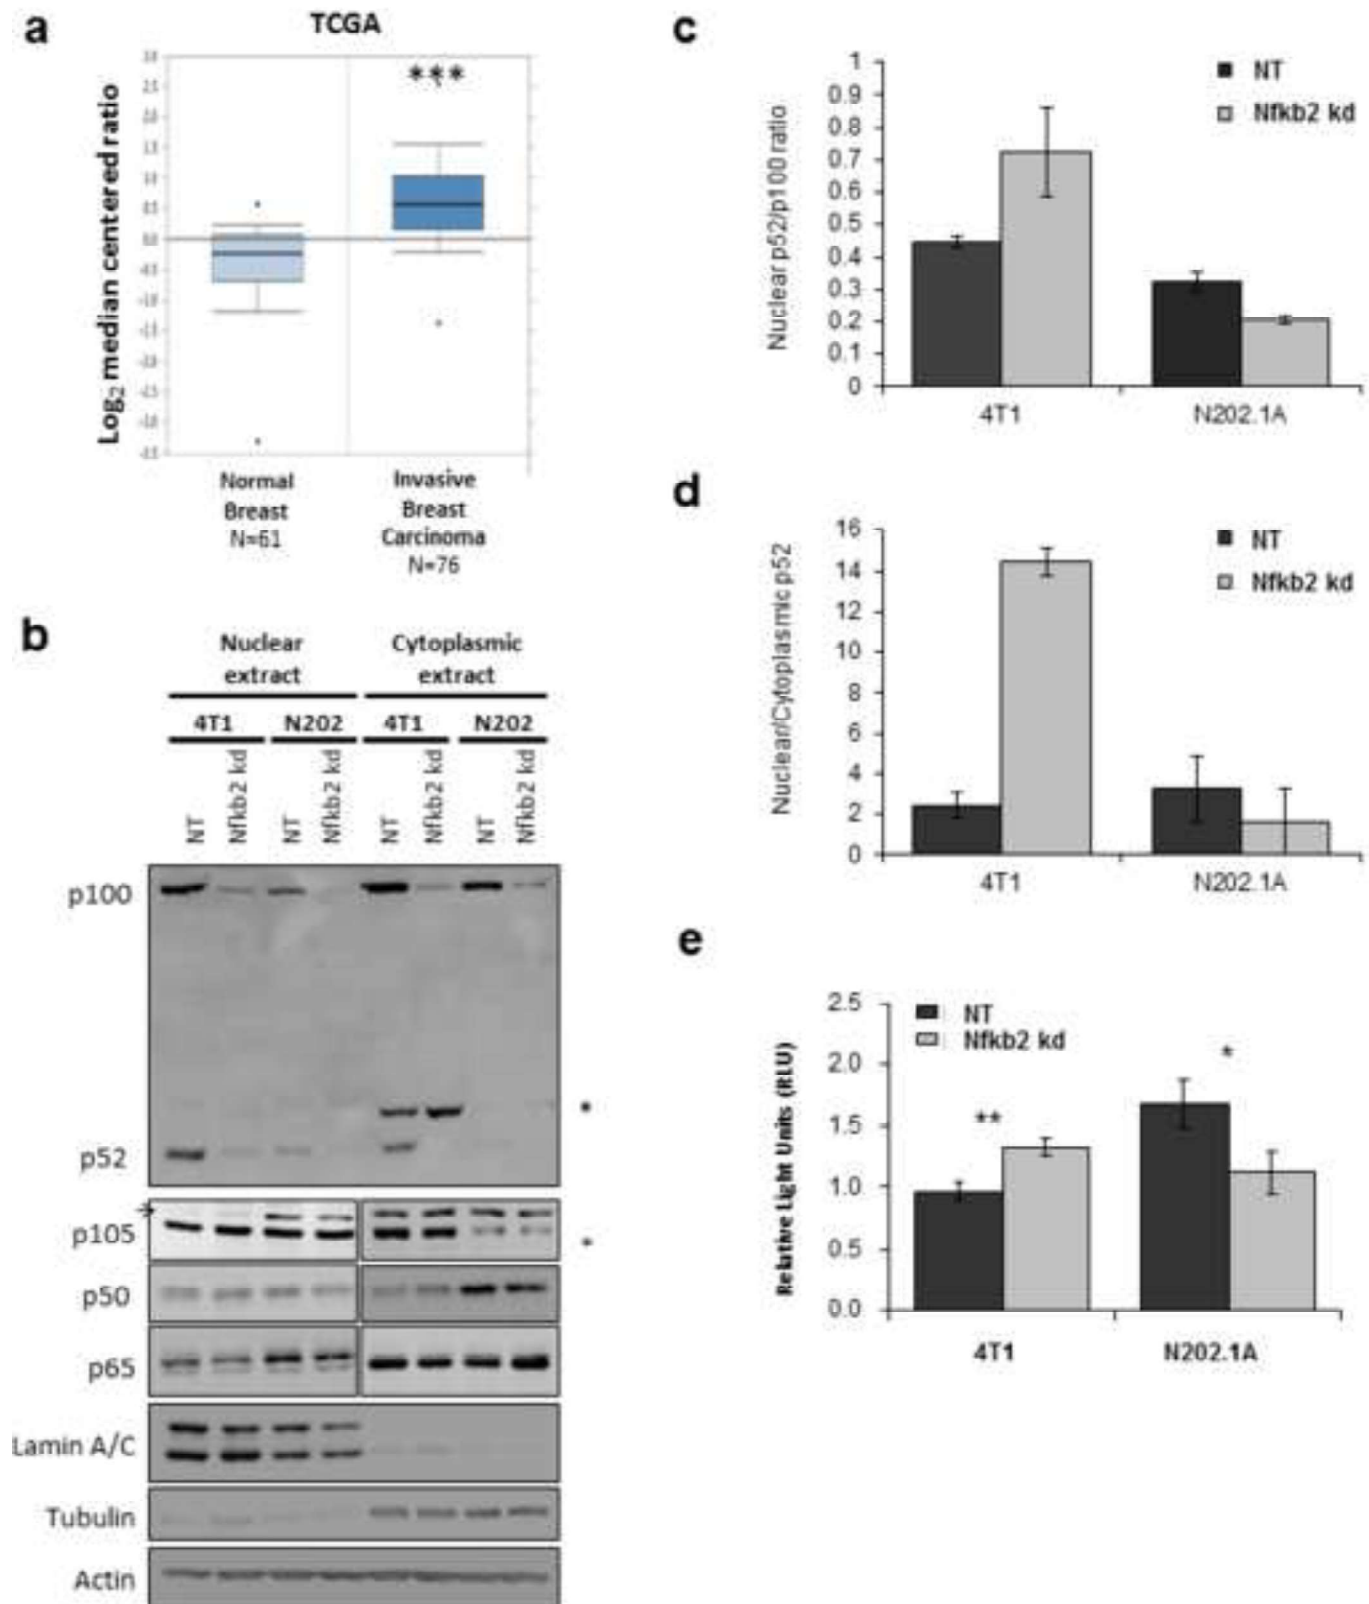 a
TCGA
***
Log2 median centered ratio
Normal
Breast
N=61
Invasive
Breast
Carcinoma
N=76
b
Nuclear
extract
Cytoplasmic
extract
4T1
N202
4T1
N202
NT
Nfkb2 kd
NT
Nfkb2 kd
NT
Nfkb2 kd
NT
Nfkb2 kd
p100
p52
p105
p50
p65
Lamin A/C
Tubulin
Actin
c
Nuclear p52/p100 ratio
1
0.9
0.8
0.7
0.6
0.5
0.4
0.3
0.2
0.1
0
NT
Nfkb2 kd
4T1
N202.1A
d
Nuclear/Cytoplasmic p52
16
14
12
10
8
6
4
2
0
NT
Nfkb2 kd
4T1
N202.1A
e
Relative Light Units (RLU)
2.5
2.0
1.5
1.0
0.5
0.0
NT
Nfkb2 kd
**
*
4T1
N202.1A